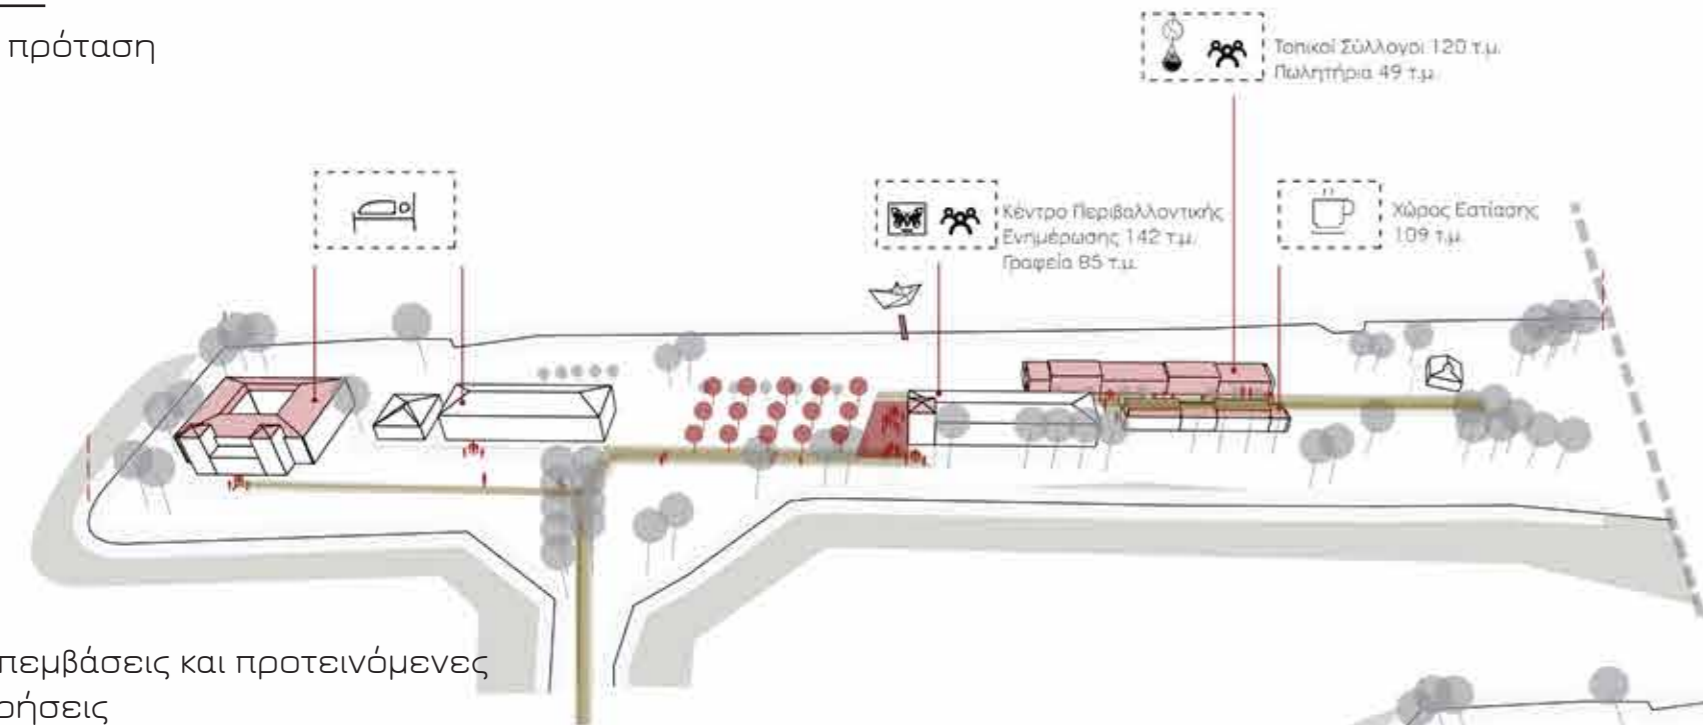 πρόταση
Τοπικοί Σύλλογοι 120 τ.μ.
Πωλητήρια 49 τ.μ.
Κέντρο Περιβαλλοντικής
Ενημέρωσης 142 τ.μ.
Γραφεία 85 τ.μ.
Χώρος Εστίασης
109 τ.μ.
πεμβάσεις και προτεινόμενες
ρήσεις